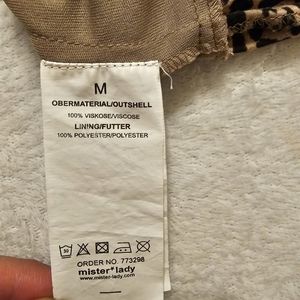 M
OBERMATERIAL/OUTSHELL
100% VISKOSE/VISCOSE
LINING/FUTTER
100% POLYESTER/POLYESTER
30
ORDER NO. 773298
mister*lady
www.mister-lady.com